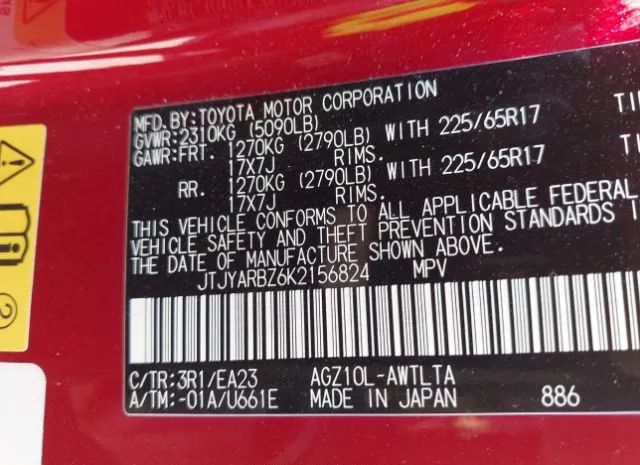 MFD. BY: TOYOTA MOTOR CORPORATION
GVWR: 2310KG (5090LB)
GAWR: FRT. 1270KG (2790LB) WITH 225/65R17
17X7J RIMS.
RR. 1270KG (2790LB) WITH 225/65R17
17X7J RIMS.
THIS VEHICLE CONFORMS TO ALL APPLICABLE FEDERAL
VEHICLE SAFETY AND THEFT PREVENTION STANDARDS
THE DATE OF MANUFACTURE SHOWN ABOVE.
JTJYARBZ6K2156824 MPV
C/TR: 3R1/EA23 AGZ10L-AWTLTA
A/TM: -01A/U661E MADE IN JAPAN 886
2